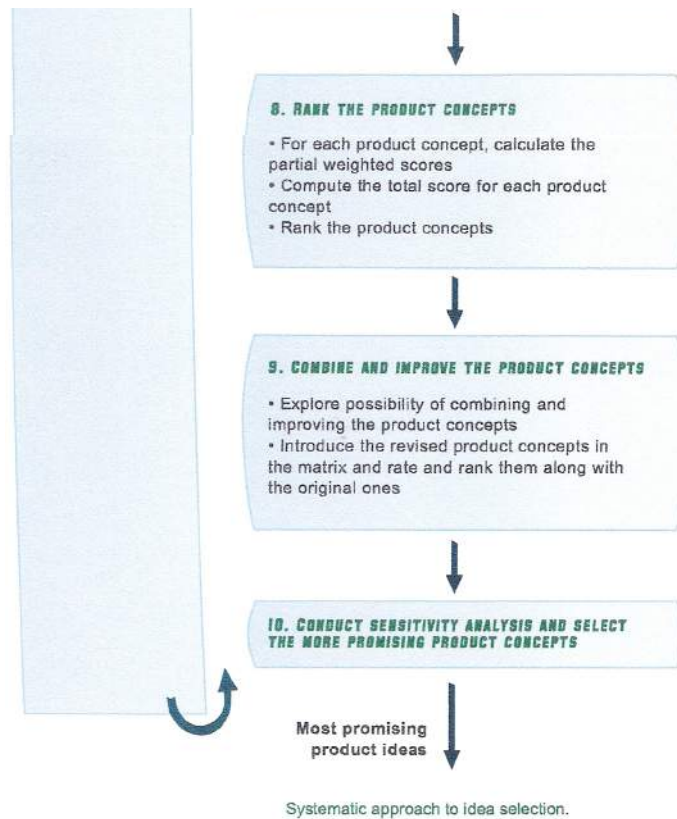 8. RANK THE PRODUCT CONCEPTS
• For each product concept, calculate the
partial weighted scores
• Compute the total score for each product
concept
• Rank the product concepts
9. COMBINE AND IMPROVE THE PRODUCT CONCEPTS
• Explore possibility of combining and
improving the product concepts
• Introduce the revised product concepts in
the matrix and rate and rank them along with
the original ones
10. CONDUCT SENSITIVITY ANALYSIS AND SELECT
THE MORE PROMISING PRODUCT CONCEPTS
Most promising
product ideas
Systematic approach to idea selection.